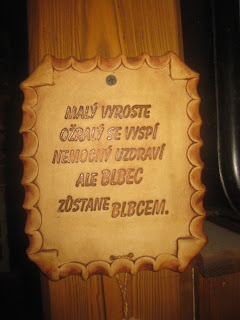 MALÝ VYROSTE
OŽRALÝ SE VYSPÍ
NEMOCNÝ UZDRAVÍ
ALE BLBEC
ZŮSTANE BLBCEM.